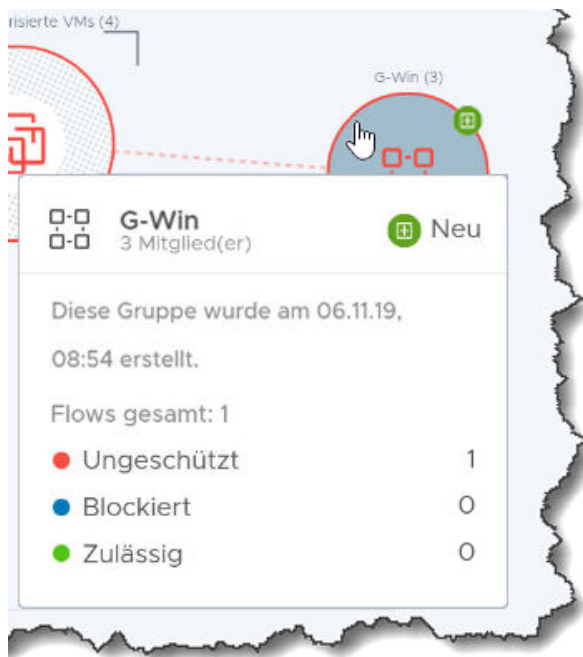 risierte VMs (4)
G-Win (3)
G-Win
3 Mitglied(er)
Neu
Diese Gruppe wurde am 06.11.19,
08:54 erstellt.
Flows gesamt: 1
Ungeschützt 1
Blockiert 0
Zulässig 0